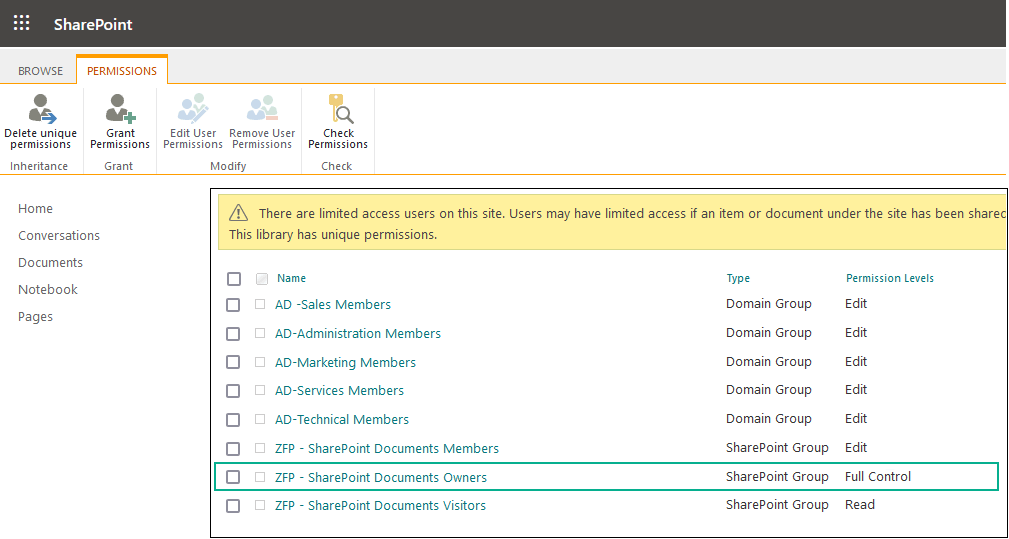 SharePoint
BROWSE PERMISSIONS
Delete unique permissions
Grant Permissions
Edit User Permissions
Remove User Permissions
Check Permissions
Inheritance Grant Modify Check
Home
Conversations
Documents
Notebook
Pages
There are limited access users on this site. Users may have limited access if an item or document under the site has been shared
This library has unique permissions.
Name Type Permission Levels
AD -Sales Members Domain Group Edit
AD-Administration Members Domain Group Edit
AD-Marketing Members Domain Group Edit
AD-Services Members Domain Group Edit
AD-Technical Members Domain Group Edit
ZFP - SharePoint Documents Members SharePoint Group Edit
ZFP - SharePoint Documents Owners SharePoint Group Full Control
ZFP - SharePoint Documents Visitors SharePoint Group Read